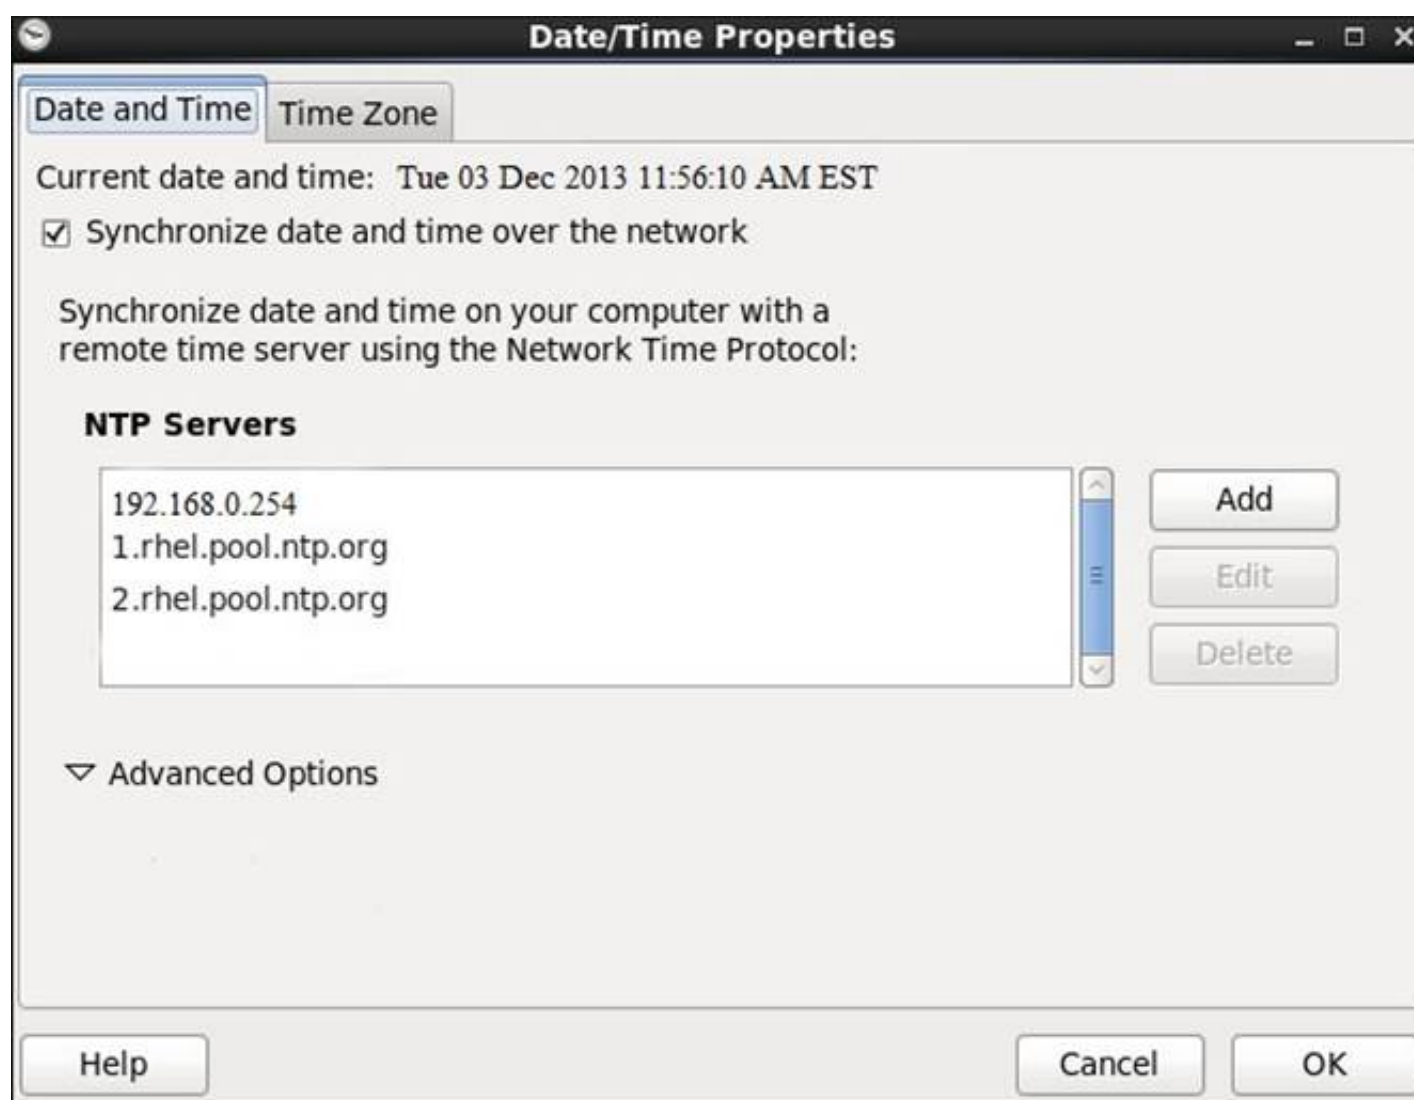 Date/Time Properties
Date and Time
Time Zone
Current date and time: Tue 03 Dec 2013 11:56:10 AM EST
Synchronize date and time over the network
Synchronize date and time on your computer with a
remote time server using the Network Time Protocol:
NTP Servers
192.168.0.254
1.rhel.pool.ntp.org
2.rhel.pool.ntp.org
Add
Edit
Delete
Advanced Options
Help
Cancel
OK